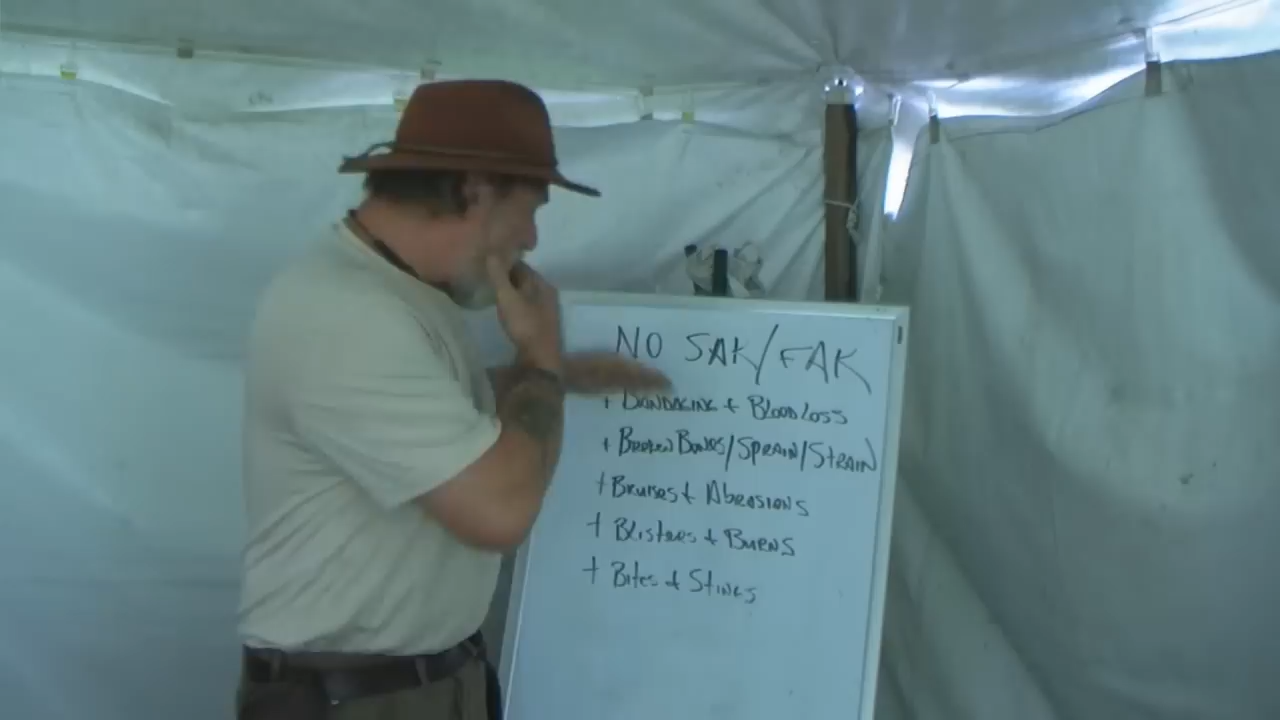 NO SAK/FAK
+ BANDAGING + BLOOD LOSS
+ BROKEN BONES/SPRAIN/STRAIN
+ Bruises + ABRASIONS
+ BListers + BURNS
+ Bites + STINGS